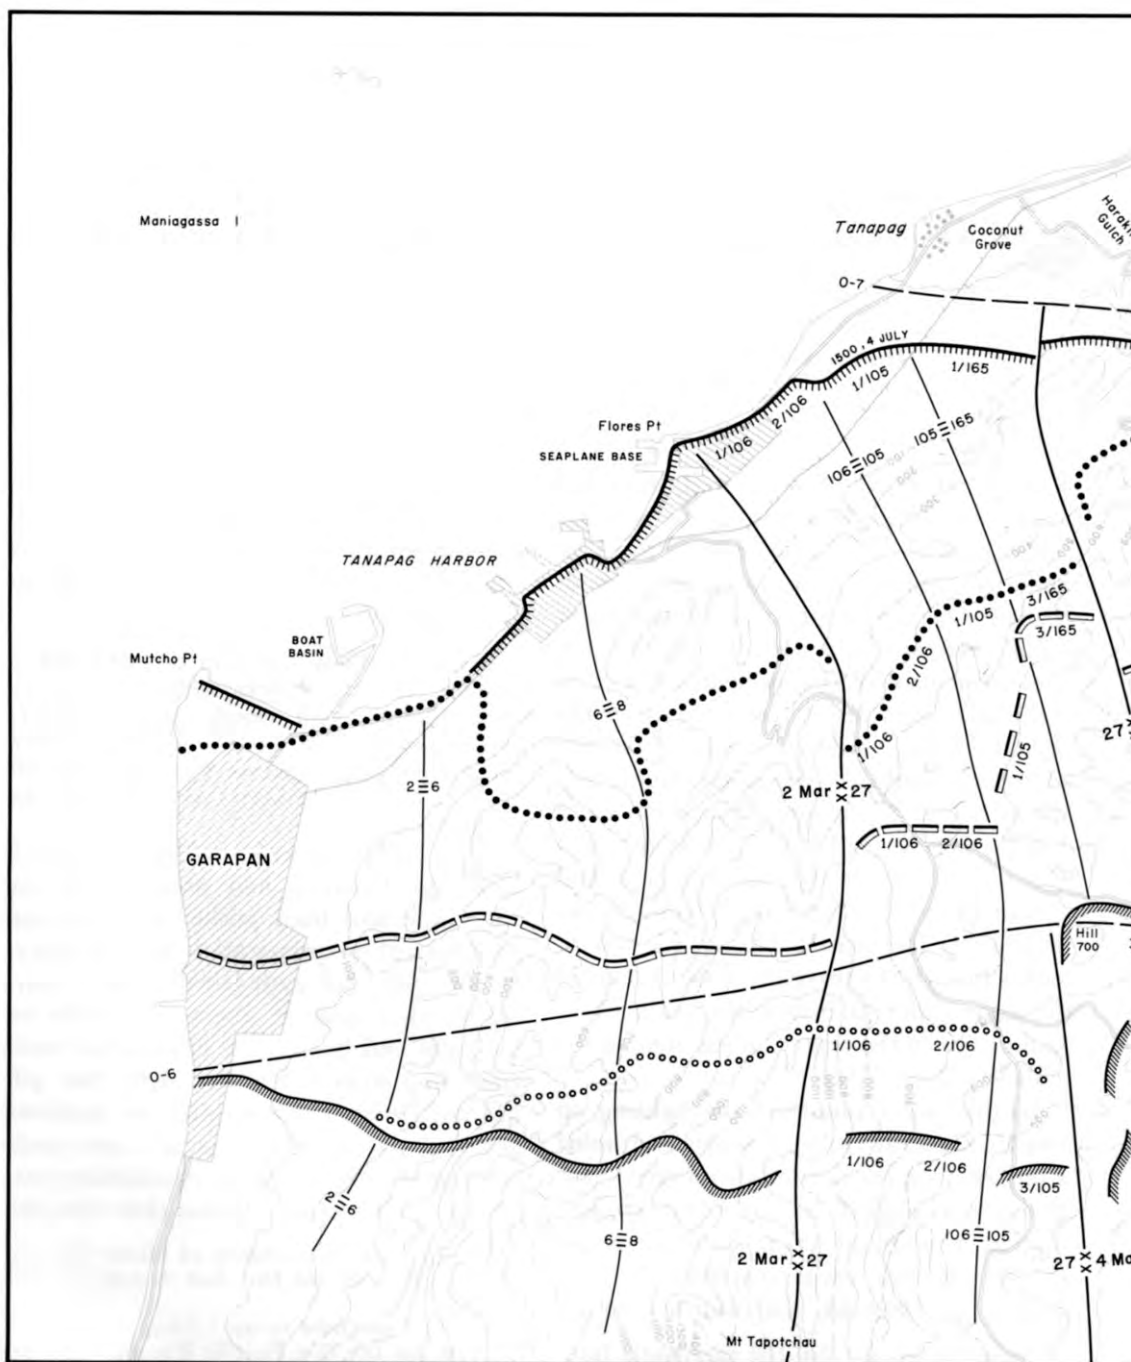 Maniagassa I
Tanapag
Coconut
Grove
Gulch
O-7
1500, 4 JULY
1/165
1/105
2/106
1/106
Flores Pt
SEAPLANE BASE
105 165
106 105
TANAPAG HARBOR
3/165
3/165
1/105
2/106
1/106
BOAT
BASIN
Mutcho Pt
6 8
2 6
2 Mar XX 27
27
1/105
1/106
2/106
GARAPAN
Hill
700
O-6
1/106
2/106
1/106
2/106
3/105
2 6
6 8
106 105
2 Mar XX 27
27 XX 4 Ma
Mt Tapotchau